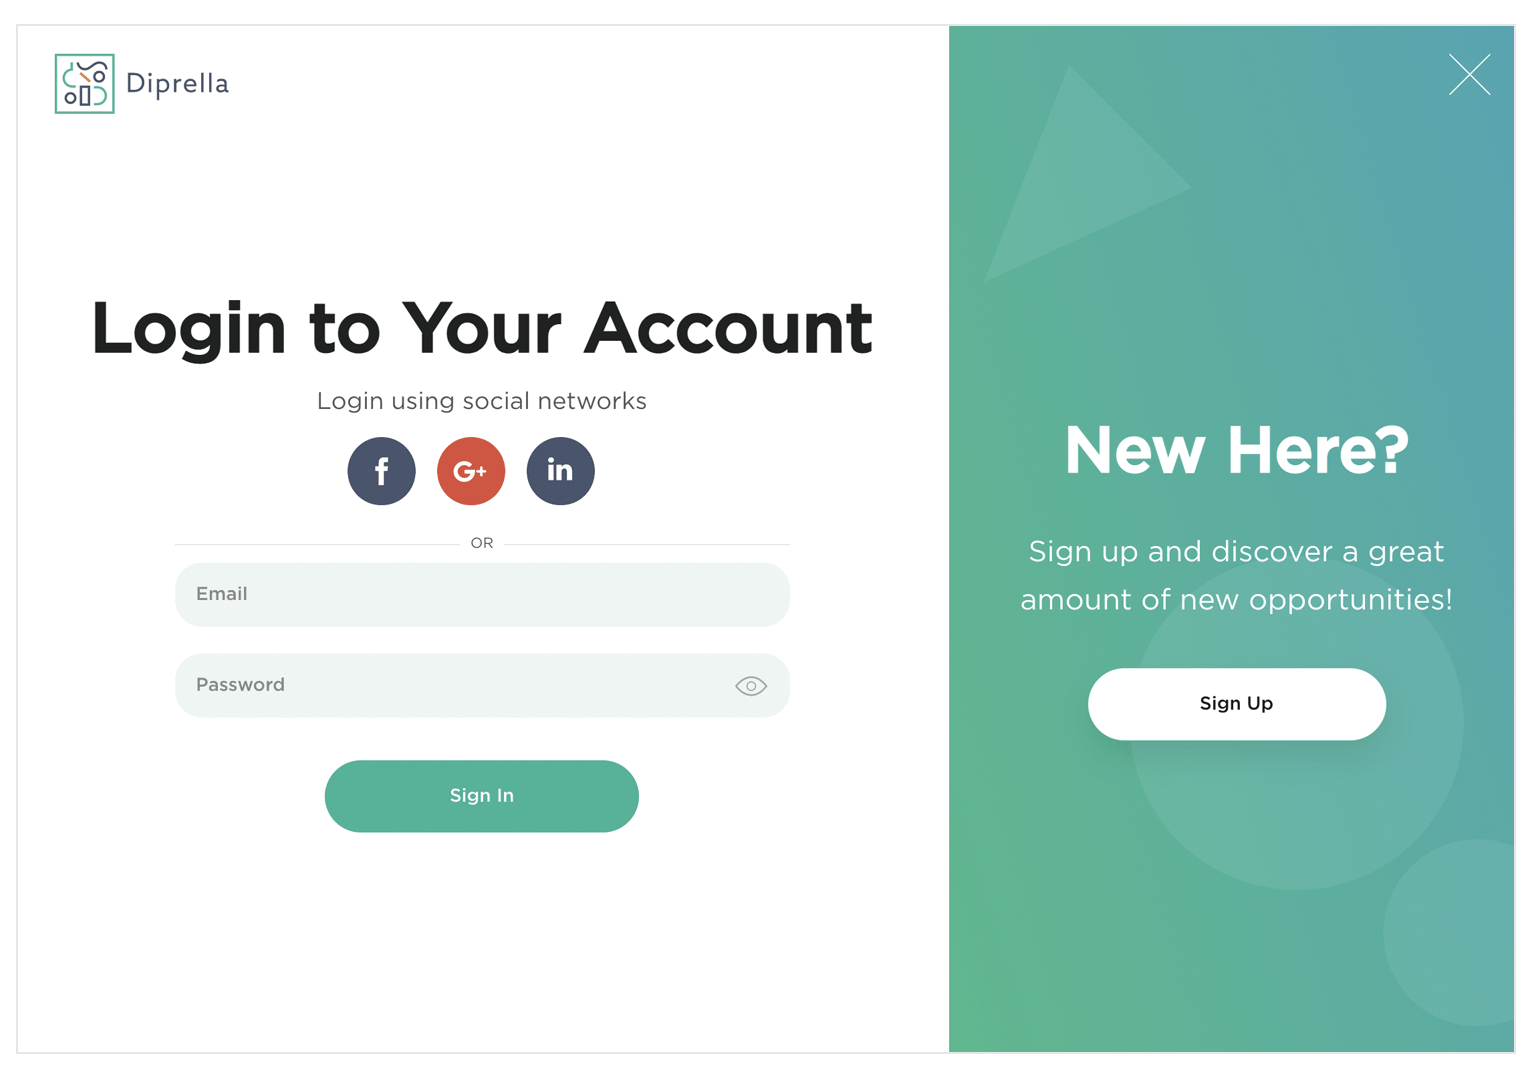 Diprella
Login to Your Account
Login using social networks
f
G+
in
OR
Email
Password
Sign In
New Here?
Sign up and discover a great
amount of new opportunities!
Sign Up